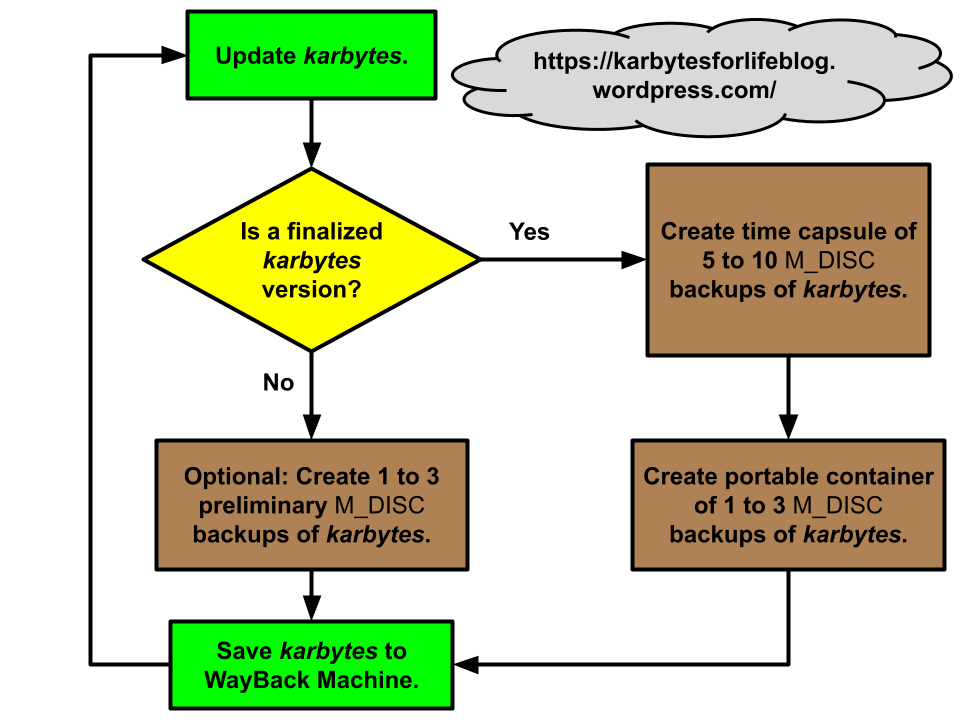 Update karbytes.
https://karbytesforlifeblog.
wordpress.com/
Is a finalized
karbytes
version?
Yes
Create time capsule of
5 to 10 M_DISC
backups of karbytes.
No
Optional: Create 1 to 3
preliminary M_DISC
backups of karbytes.
Create portable container
of 1 to 3 M_DISC
backups of karbytes.
Save karbytes to
WayBack Machine.